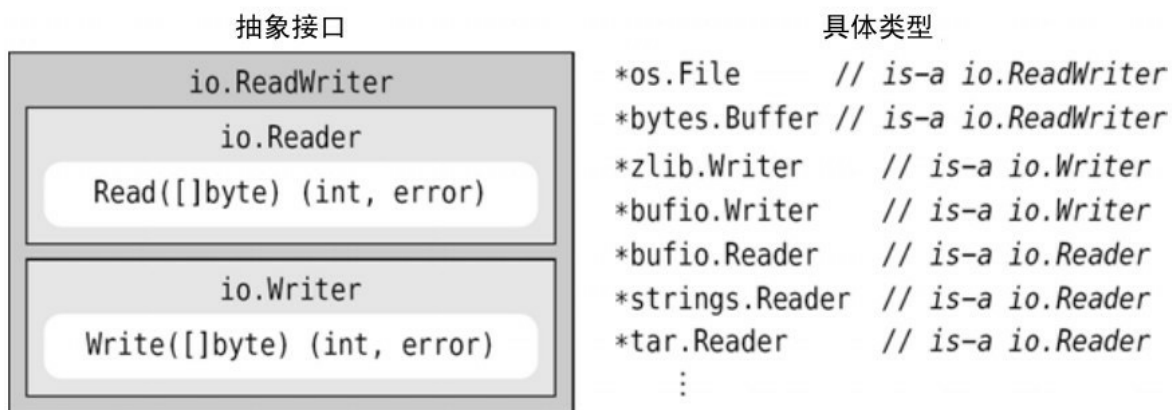 抽象接口
io.ReadWriter
io.Reader
Read([]byte) (int, error)
io.Writer
Write([]byte) (int, error)
具体类型
*os.File // is-a io.ReadWriter
*bytes.Buffer // is-a io.ReadWriter
*zlib.Writer // is-a io.Writer
*bufio.Writer // is-a io.Writer
*bufio.Reader // is-a io.Reader
*strings.Reader // is-a io.Reader
*tar.Reader // is-a io.Reader
⋮